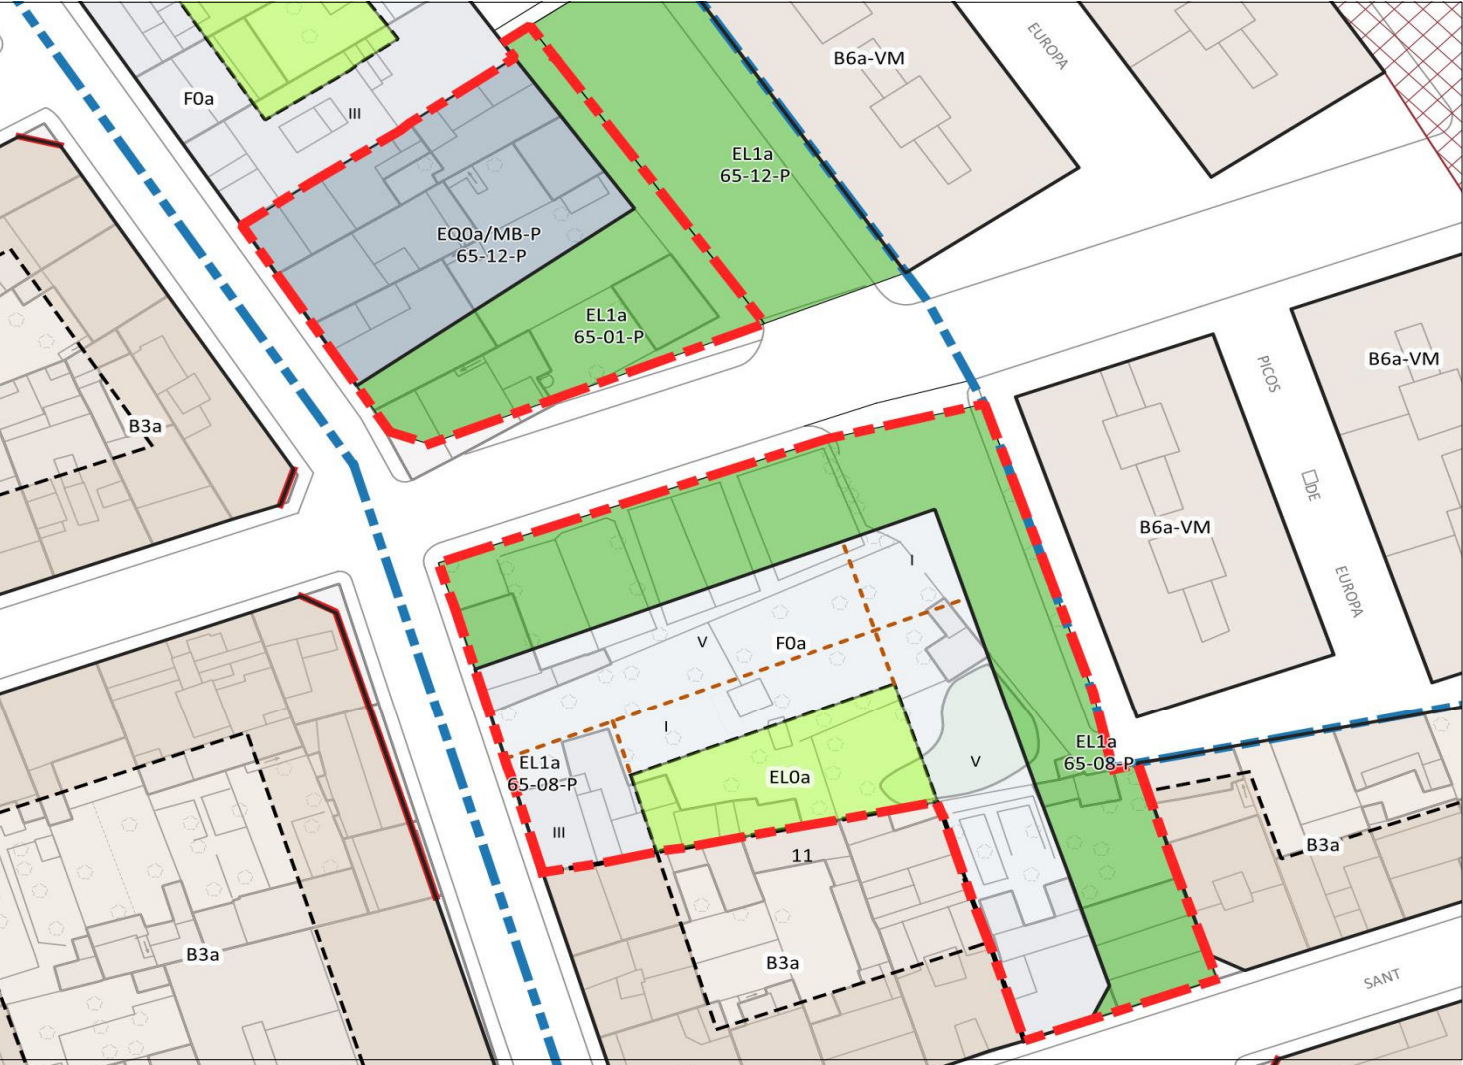 EUROPA
B6a-VM
F0a
III
EL1a
65-12-P
EQ0a/MB-P
65-12-P
EL1a
65-01-P
B6a-VM
PICOS
B3a
DE
B6a-VM
I
EUROPA
V
F0a
I
EL1a
65-08-P
EL1a
65-08-P
V
EL0a
III
B3a
11
B3a
B3a
SANT